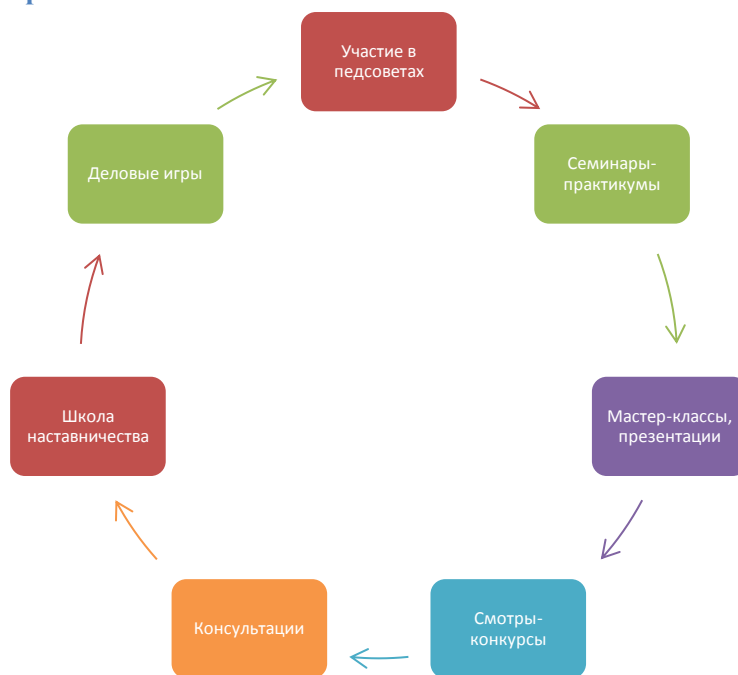 Участие в
педсоветах
Семинары-
практикумы
Мастер-классы,
презентации
Смотры-
конкурсы
Консультации
Школа
наставничества
Деловые игры